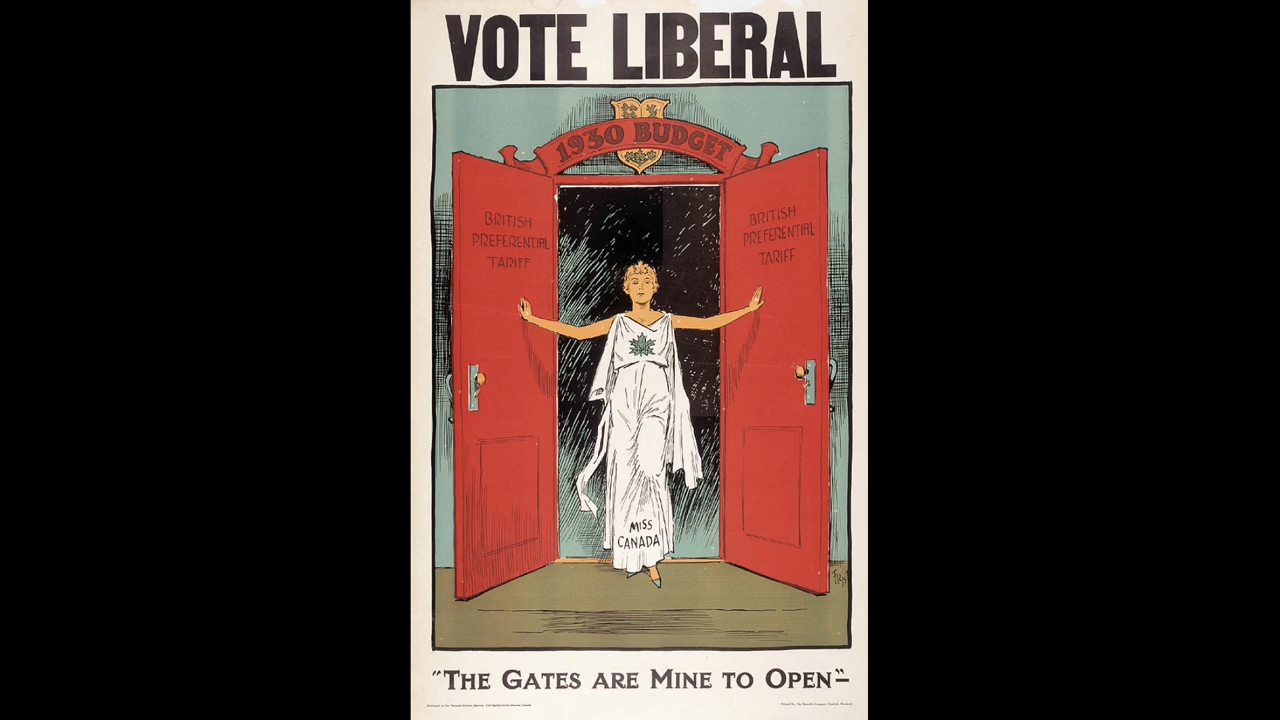 VOTE LIBERAL
1930 BUDGET
BRITISH
PREFERENTIAL
TARIFF
BRITISH
PREFERENTIAL
TARIFF
MISS
CANADA
"THE GATES ARE MINE TO OPEN"